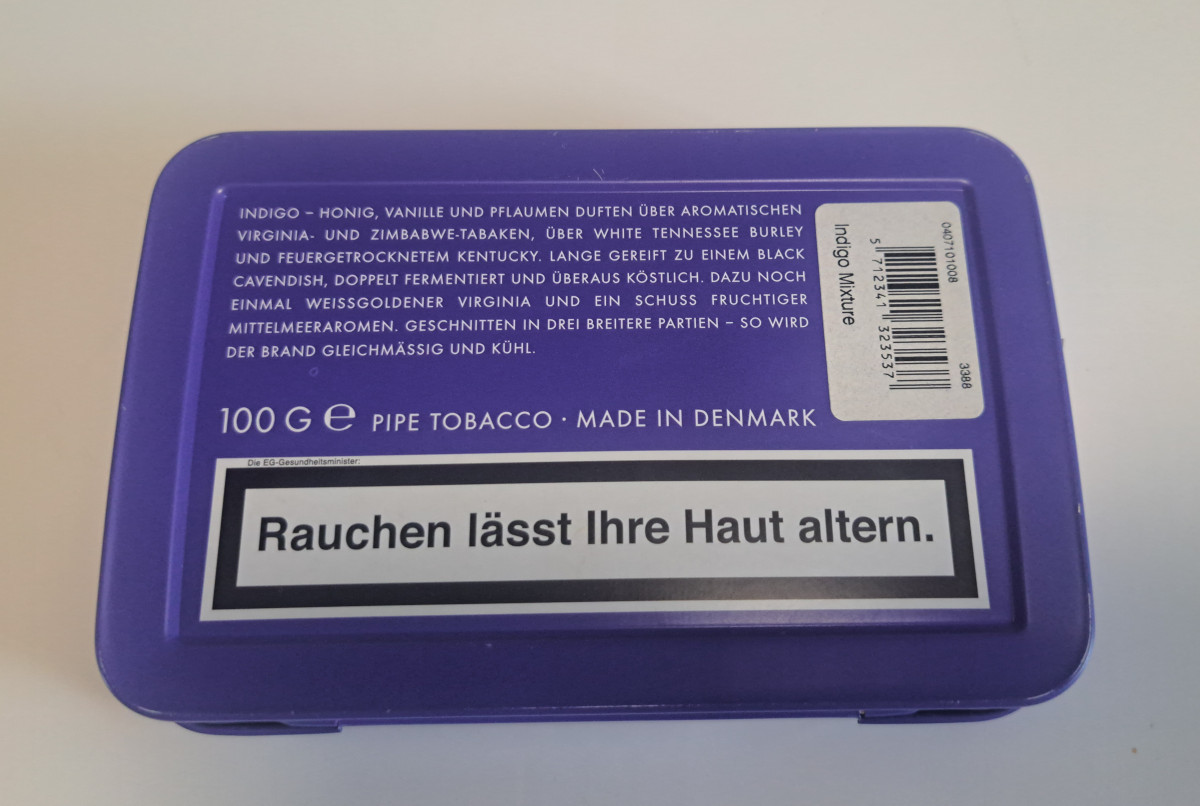 INDIGO – HONIG, VANILLE UND PFLAUMEN DUFTEN ÜBER AROMATISCHEN
VIRGINIA- UND ZIMBABWE-TABAKEN, ÜBER WHITE TENNESSEE BURLEY
UND FEUERGETROCKNETEM KENTUCKY. LANGE GEREIFT ZU EINEM BLACK
CAVENDISH, DOPPELT FERMENTIERT UND ÜBERAUS KÖSTLICH. DAZU NOCH
EINMAL WEISSGOLDENER VIRGINIA UND EIN SCHUSS FRUCHTIGER
MITTELMEERAROMEN. GESCHNITTEN IN DREI BREITERE PARTIEN – SO WIRD
DER BRAND GLEICHMÄSSIG UND KÜHL.
100 G ℮ PIPE TOBACCO · MADE IN DENMARK
0407101008
3388
5 712341 323537
Indigo Mixture
Die EG-Gesundheitsminister:
Rauchen lässt Ihre Haut altern.